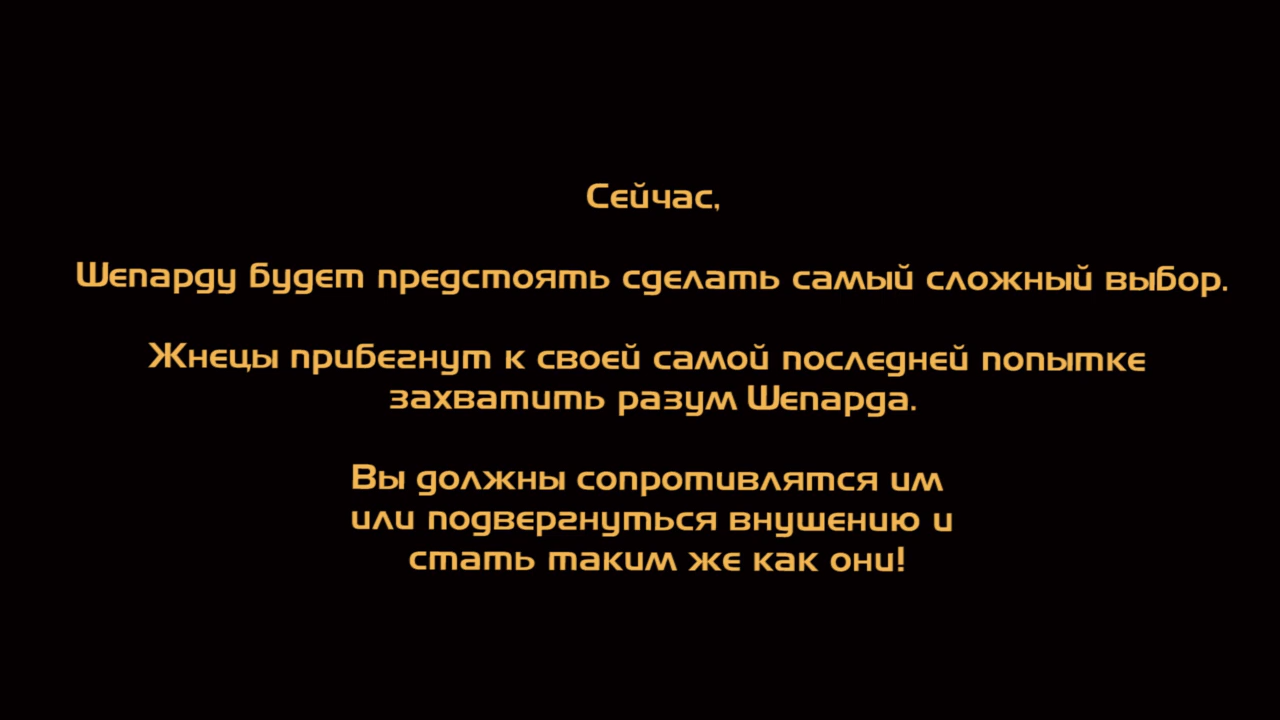 Сейчас,
Шепарду будет предстоять сделать самый сложный выбор.
Жнецы прибегнут к своей самой последней попытке
захватить разум Шепарда.
Вы должны сопротивлятся им
или подвергнуться внушению и
стать таким же как они!